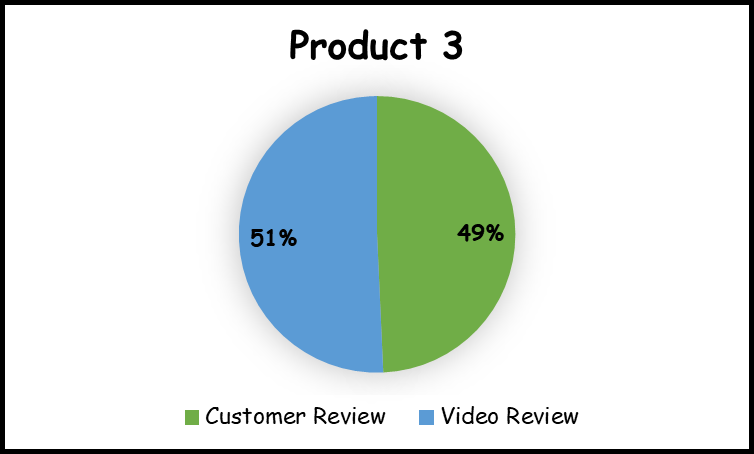 Product 3
51%
49%
Customer Review
Video Review